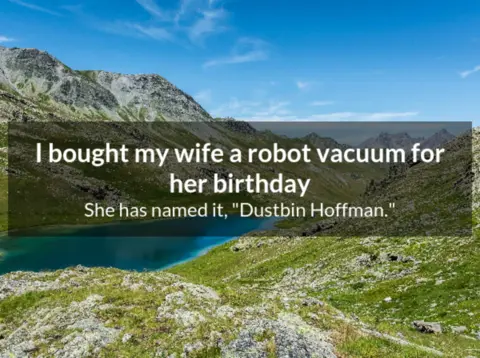 I bought my wife a robot vacuum for
her birthday
She has named it, "Dustbin Hoffman."